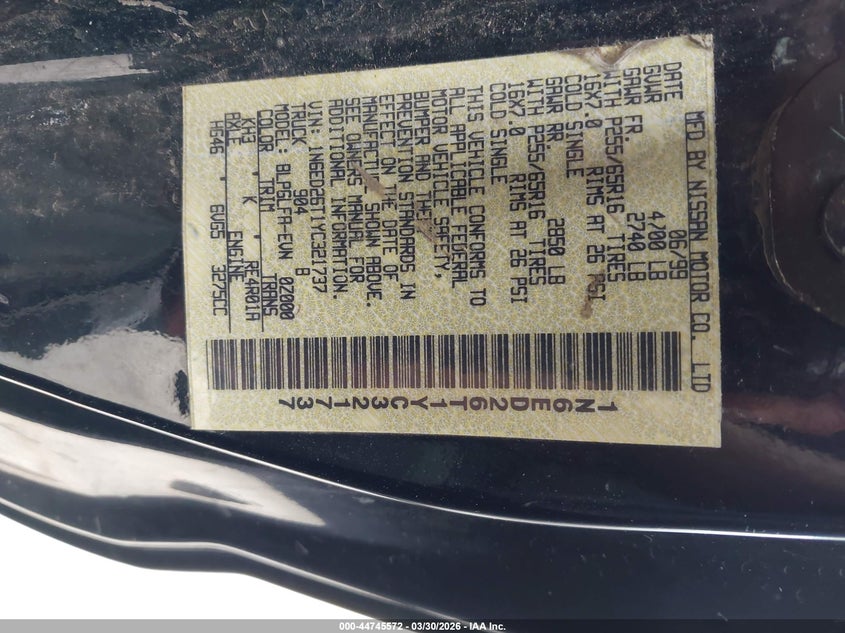 MFD BY NISSAN MOTOR CO., LTD
DATE 06/99
GVWR 4700 LB
GAWR FR. 2740 LB
WITH P255/65R16 TIRES
16X7.0 RIMS AT 26 PSI
COLD SINGLE
GAWR RR. 2850 LB
WITH P255/65R16 TIRES
16X7.0 RIMS AT 26 PSI
COLD SINGLE
THIS VEHICLE CONFORMS TO
ALL APPLICABLE FEDERAL
MOTOR VEHICLE SAFETY,
BUMPER AND THEFT
PREVENTION STANDARDS IN
EFFECT ON THE DATE OF
MANUFACTURE SHOWN ABOVE.
SEE OWNERS MANUAL FOR
ADDITIONAL INFORMATION.
VIN: 1N6ED26T1YC321737
TRUCK 904 B
MODEL: BLPGLFA-EUN 0Z000
COLOR TRIM TRANS
KH3 K RE4R01A
AXLE ENGINE
HG46 6VG5 3275CC
1N6ED26T1YC321737
000-44745572 / 03/30/2026 - IAA Inc.